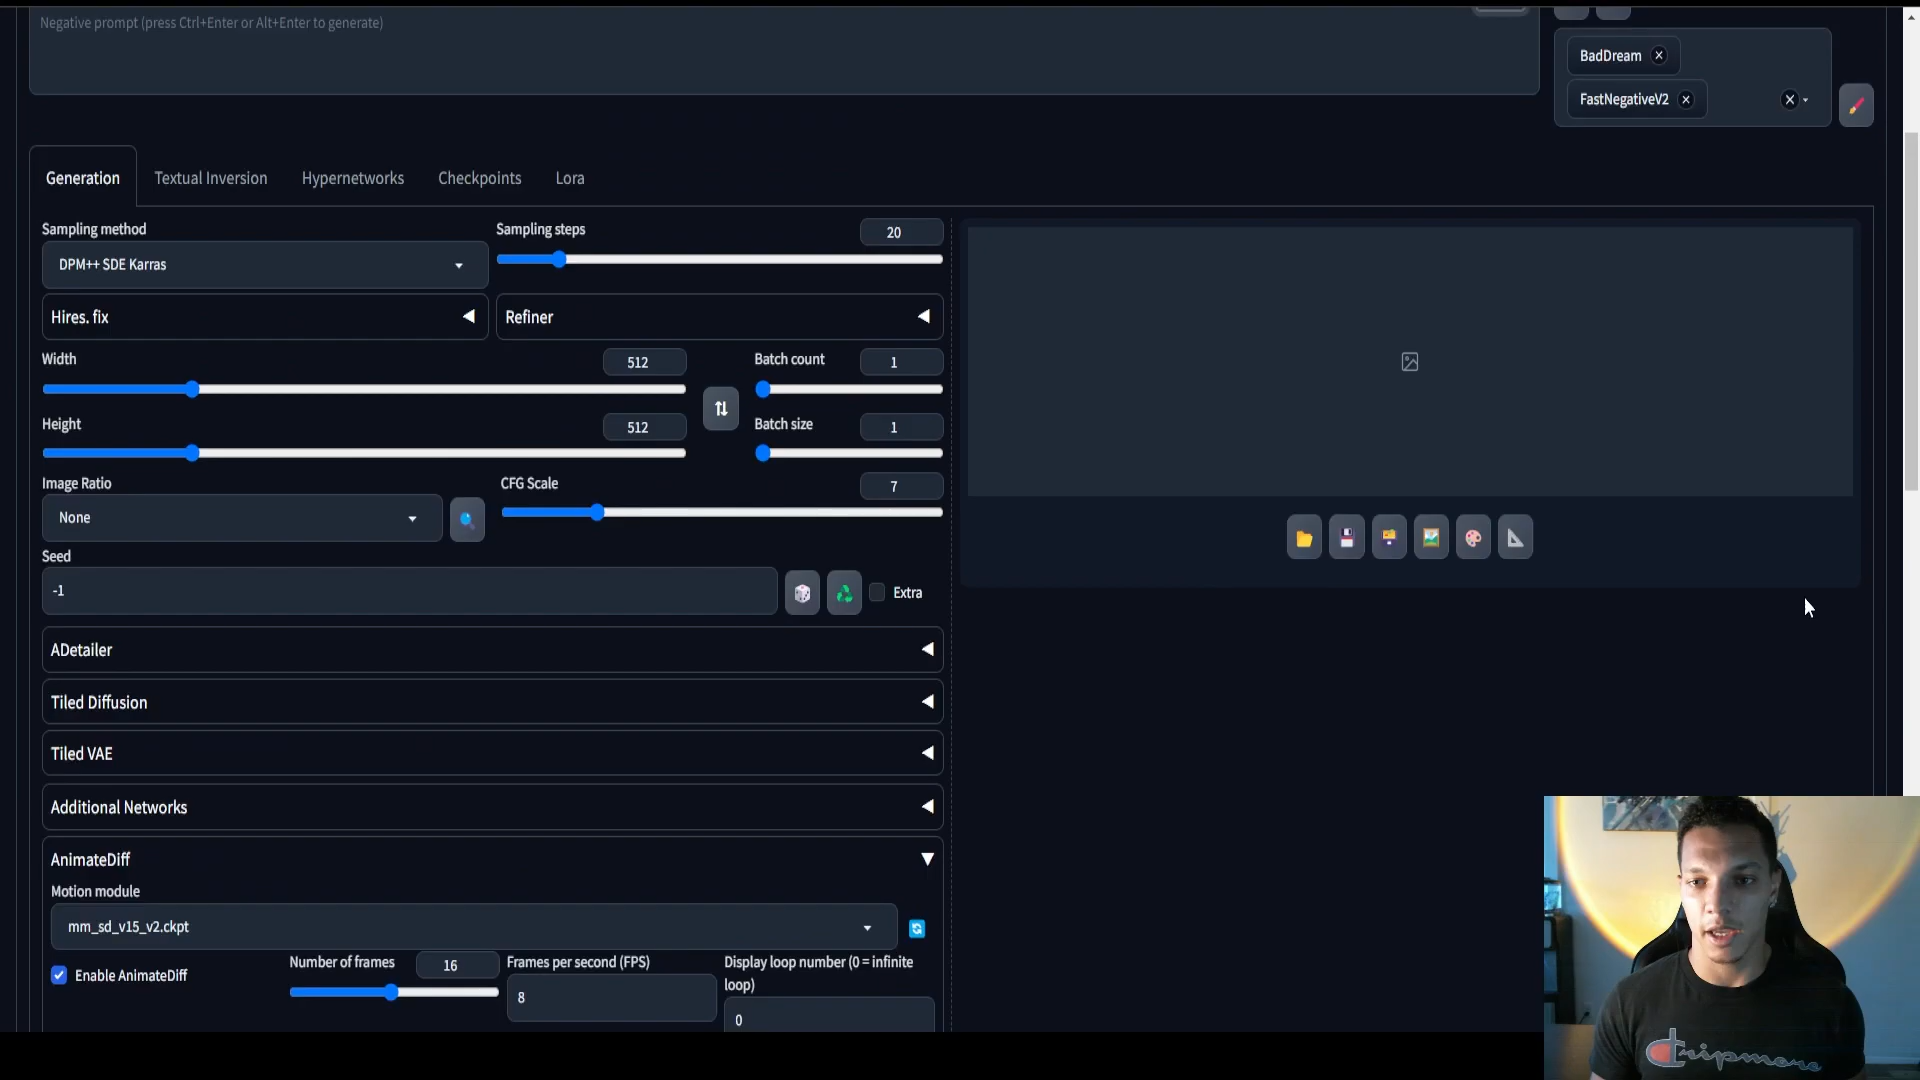 Negative prompt (press Ctrl+Enter or Alt+Enter to generate)
BadDream
FastNegativeV2
Generation
Textual Inversion
Hypernetworks
Checkpoints
Lora
Sampling method
DPM++ SDE Karras
Sampling steps
20
Hires. fix
Refiner
Width
512
Batch count
1
Height
512
Batch size
1
Image Ratio
None
CFG Scale
7
Seed
-1
Extra
ADetailer
Tiled Diffusion
Tiled VAE
Additional Networks
AnimateDiff
Motion module
mm_sd_v15_v2.ckpt
Enable AnimateDiff
Number of frames
16
Frames per second (FPS)
8
Display loop number (0 = infinite
loop)
0